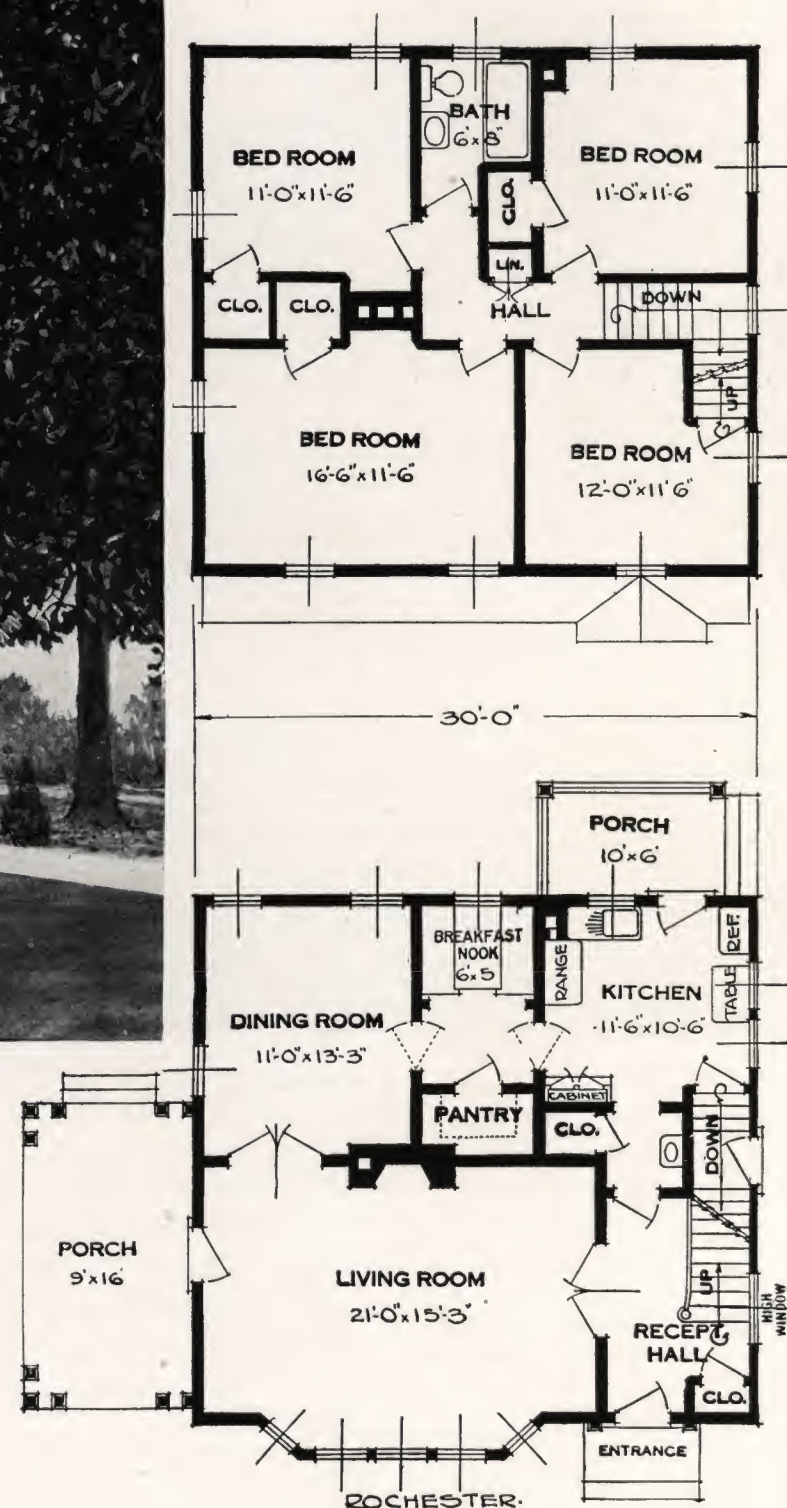 BATH
6'x8"
BED ROOM
11'-0"x11'-6"
BED ROOM
11'-0"x11'-6"
CLO.
LIN.
CLO.
CLO.
HALL
DOWN
UP
BED ROOM
16'-6"x11'-6"
BED ROOM
12'-0"x11'6"
30'-0"
PORCH
10'x6'
BREAKFAST
NOOK
6'x5'
RANGE
REF.
TABLE
KITCHEN
11'-6"x10'-6"
DINING ROOM
11'-0"x13'-3"
CABINET
PANTRY
CLO.
DOWN
PORCH
9'x16'
LIVING ROOM
21'-0"x15'-3"
UP
HIGH
WINDOW
RECEPT.
HALL
CLO.
ENTRANCE
ROCHESTER.